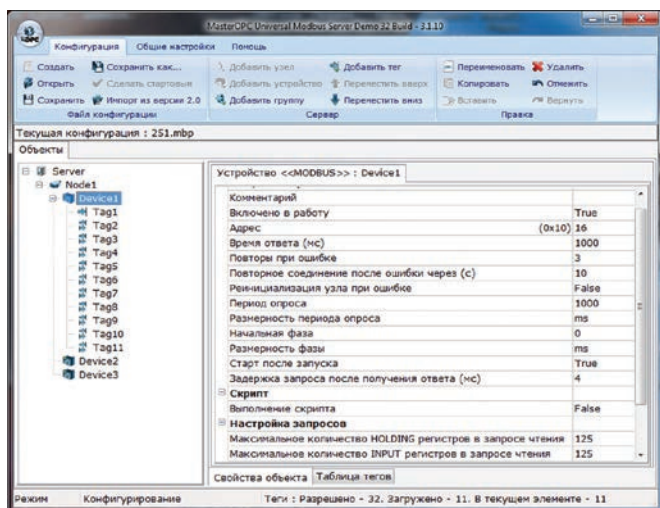 MasterOPC Universal Modbus Server Demo 32 Build - 3.1.10
Конфигурация Общие настройки Помощь
Создать Сохранить как... Добавить узел Добавить тег Переименовать Удалить
Открыть Сделать стартовым Добавить устройство Перенестить вверх Копировать Отменить
Сохранить Импорт из версии 2.0 Добавить группу Перенестить вниз Вставить Вернуть
Файл конфигурации Сервер Правка
Текущая конфигурация : 251.mbp
Объекты
Server
Node1
Device1
Tag1
Tag2
Tag3
Tag4
Tag5
Tag6
Tag7
Tag8
Tag9
Tag10
Tag11
Device2
Device3
Устройство <<MODBUS>> : Device1
Комментарий
Включено в работу True
Адрес (0x10) 16
Время ответа (мс) 1000
Повторы при ошибке 3
Повторное соединение после ошибки через (с) 10
Реинициализация узла при ошибке False
Период опроса 1000
Размерность периода опроса ms
Начальная фаза 0
Размерность фазы ms
Старт после запуска True
Задержка запроса после получения ответа (мс) 4
Скрипт
Выполнение скрипта False
Настройка запросов
Максимальное количество HOLDING регистров в запросе чтения 125
Максимальное количество INPUT регистров в запросе чтения 125
Свойства объекта Таблица тегов
Режим Конфигурирование Теги : Разрешено - 32. Загружено - 11. В текущем элементе - 11